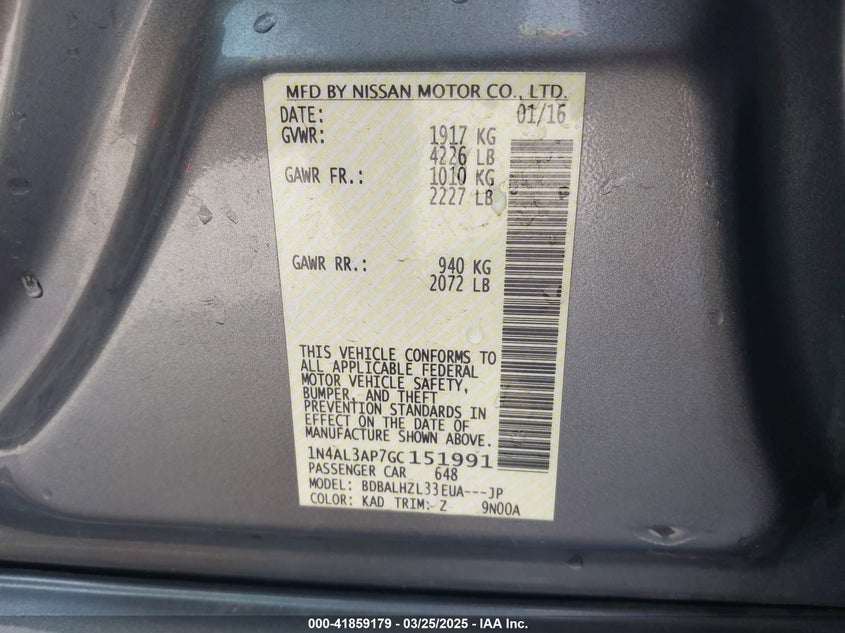 MFD BY NISSAN MOTOR CO., LTD.
DATE: 01/16
GVWR: 1917 KG
4226 LB
GAWR FR.: 1010 KG
2227 LB
GAWR RR.: 940 KG
2072 LB
THIS VEHICLE CONFORMS TO
ALL APPLICABLE FEDERAL
MOTOR VEHICLE SAFETY,
BUMPER, AND THEFT
PREVENTION STANDARDS IN
EFFECT ON THE DATE OF
MANUFACTURE SHOWN ABOVE.
1N4AL3AP7GC151991
PASSENGER CAR 648
MODEL: BDBALHZL33EUA---JP
COLOR: KAD TRIM: Z 9N00A
000-41859179 — 03/25/2025 — IAA Inc.